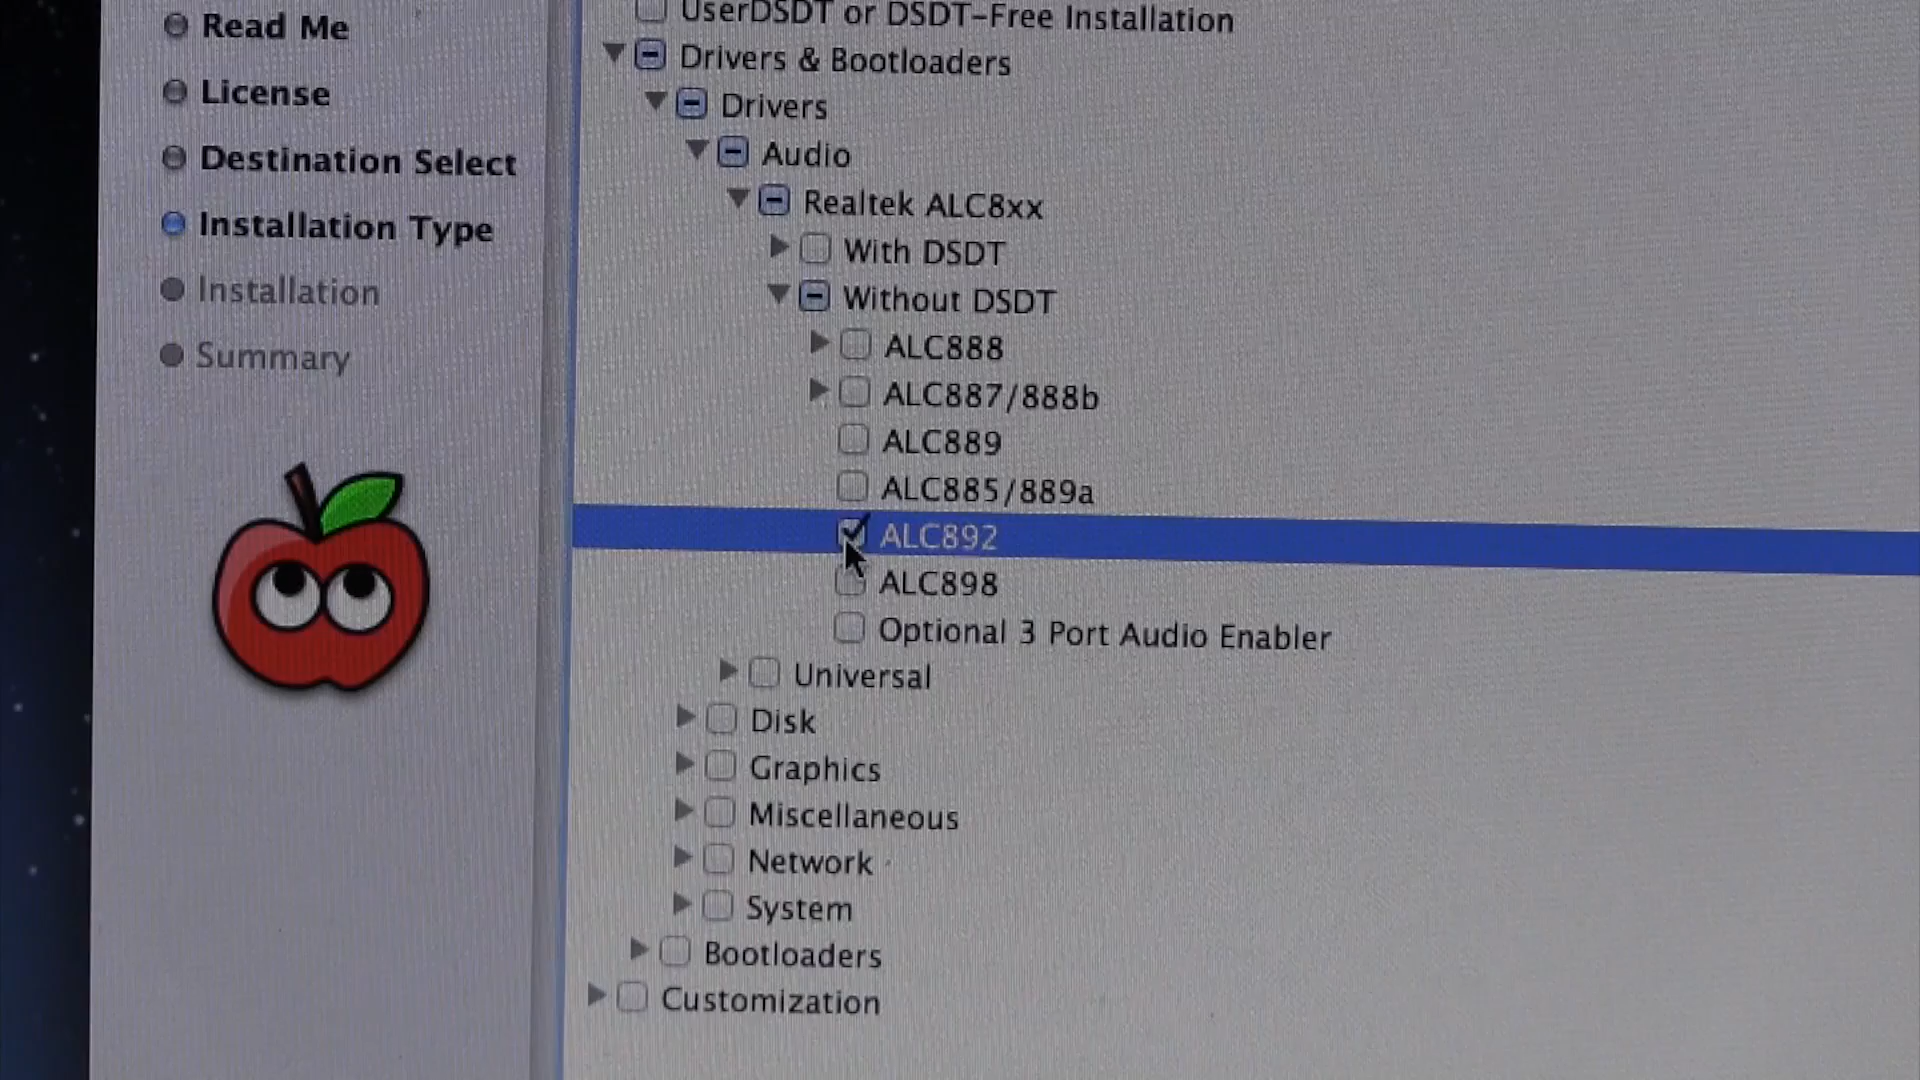 Read Me
License
Destination Select
Installation Type
Installation
Summary
UserDSDT or DSDT-Free Installation
Drivers & Bootloaders
Drivers
Audio
Realtek ALC8xx
With DSDT
Without DSDT
ALC888
ALC887/888b
ALC889
ALC885/889a
ALC892
ALC898
Optional 3 Port Audio Enabler
Universal
Disk
Graphics
Miscellaneous
Network
System
Bootloaders
Customization